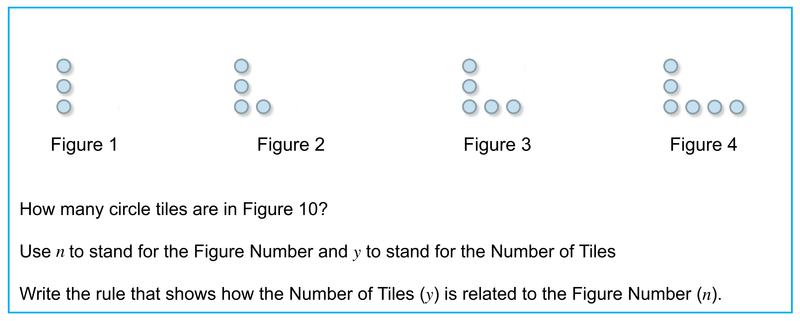 Figure 1 Figure 2 Figure 3 Figure 4
How many circle tiles are in Figure 10?
Use n to stand for the Figure Number and y to stand for the Number of Tiles
Write the rule that shows how the Number of Tiles (y) is related to the Figure Number (n).